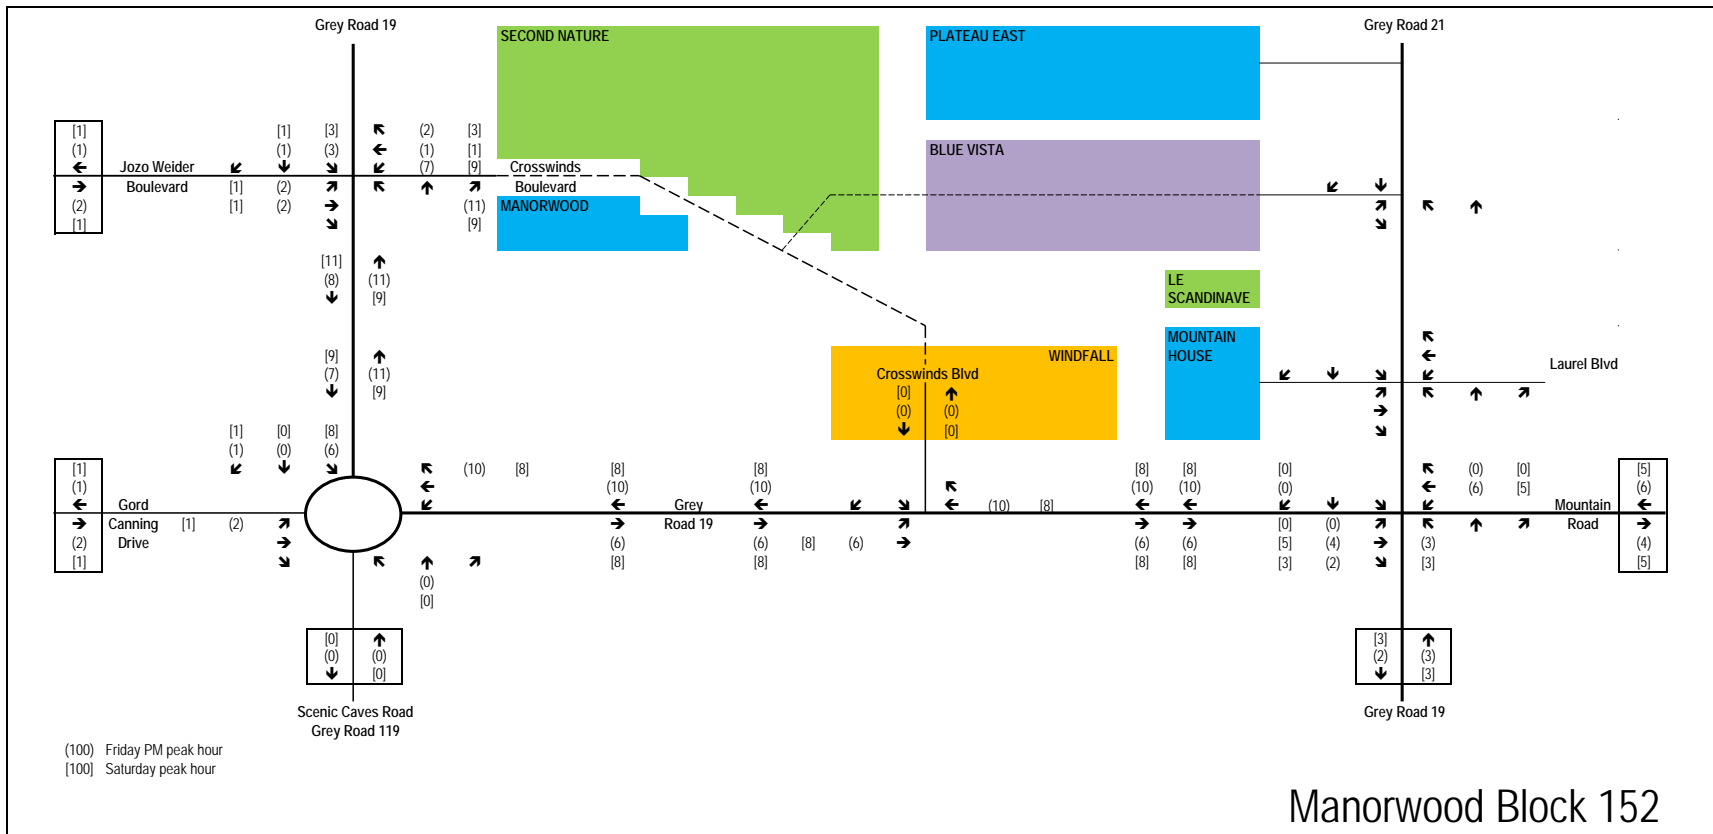 Grey Road 19
Grey Road 21
SECOND NATURE
PLATEAU EAST
[1] [1] [3] (2) [3]
(1) (1) (3) (1) [1]
BLUE VISTA
Jozo Weider (7) [9] Crosswinds
Boulevard [1] (2) Boulevard
(2) [1] (2) (11) MANORWOOD
[1] [9]
[11]
(8) (11)
[9]
LE
SCANDINAVE
MOUNTAIN
HOUSE
[9] WINDFALL
(7) (11) Crosswinds Blvd Laurel Blvd
[9] [0]
(0) (0)
[0]
[1] [0] [8]
(1) (0) (6)
[1] (10) [8] [8] [8] [8] [8] [0] (0) [0] [5]
(1) (10) (10) (10) (10) (0) (6) [5] (6)
Gord Grey (10) [8] Mountain
Canning [1] (2) Road 19 [0] (0) Road
(2) Drive (6) (6) [8] (6) (6) (6) [5] (4) (3) (4)
[1] [8] [8] [8] [8] [3] (2) [3] [5]
(0)
[0]
[0] [3]
(0) (0) (2) (3)
[0] [3]
Scenic Caves Road Grey Road 19
Grey Road 119
(100) Friday PM peak hour
[100] Saturday peak hour
Manorwood Block 152